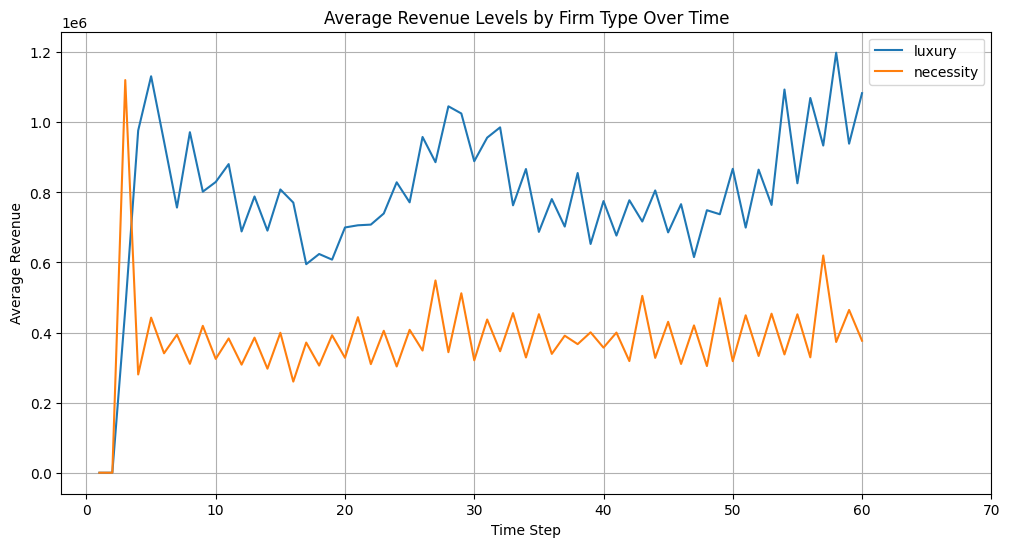 Average Revenue Levels by Firm Type Over Time
1e6
luxury
necessity
1.2
1.0
0.8
0.6
0.4
0.2
0.0
Average Revenue
0 10 20 30 40 50 60 70
Time Step